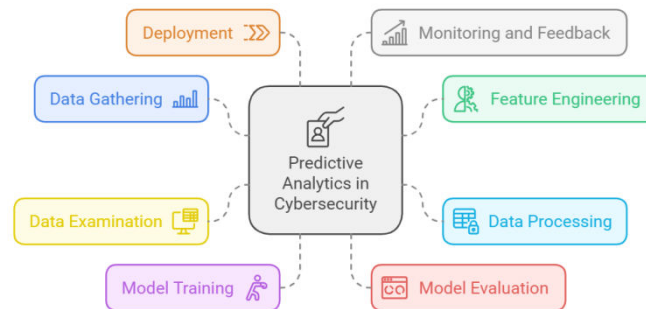 Deployment
Monitoring and Feedback
Data Gathering
Feature Engineering
Predictive
Analytics in
Cybersecurity
Data Examination
Data Processing
Model Training
Model Evaluation